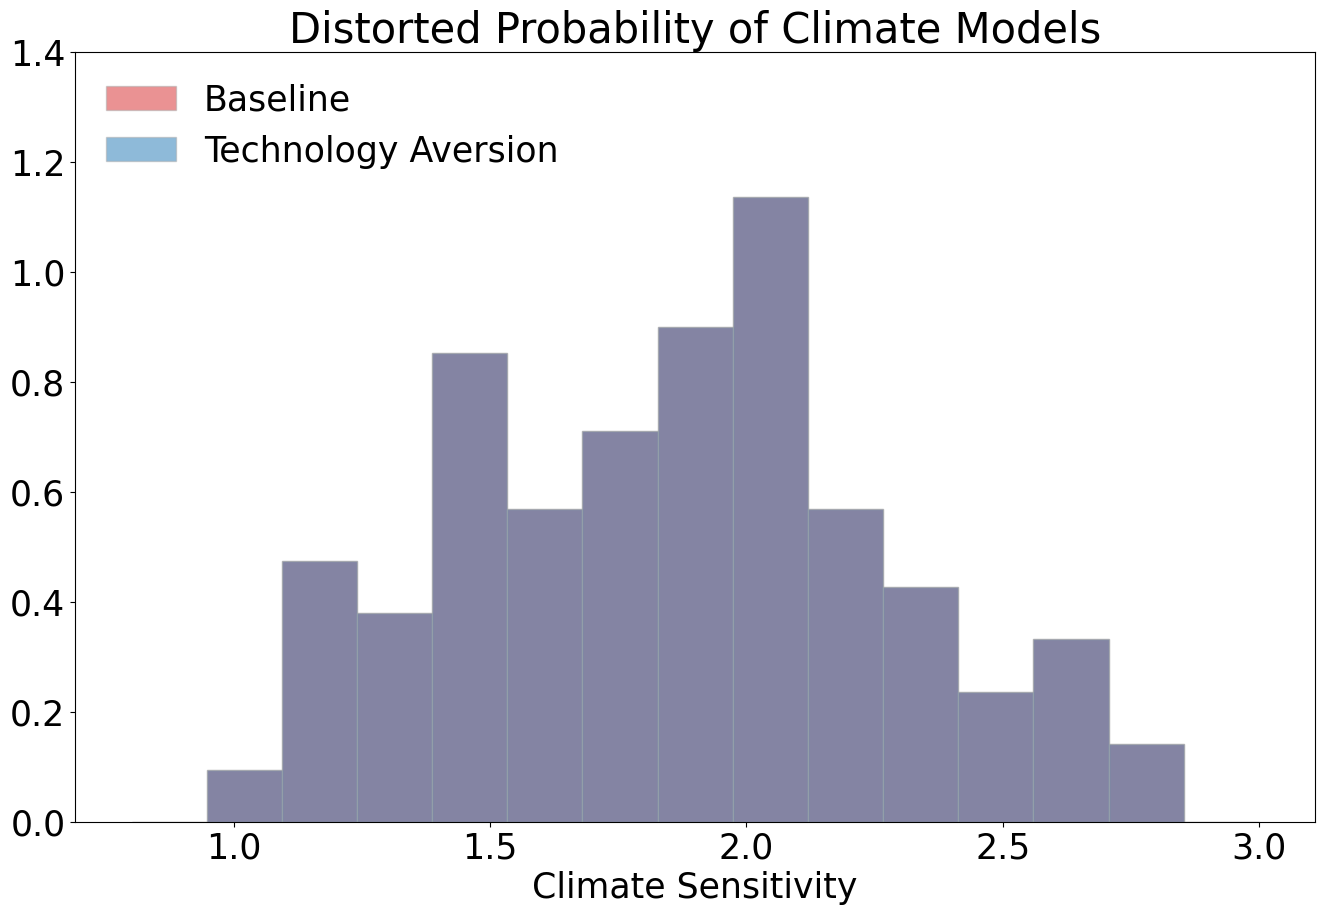 Distorted Probability of Climate Models
1.4
1.2
1.0
0.8
0.6
0.4
0.2
0.0
Baseline
Technology Aversion
1.0 1.5 2.0 2.5 3.0
Climate Sensitivity